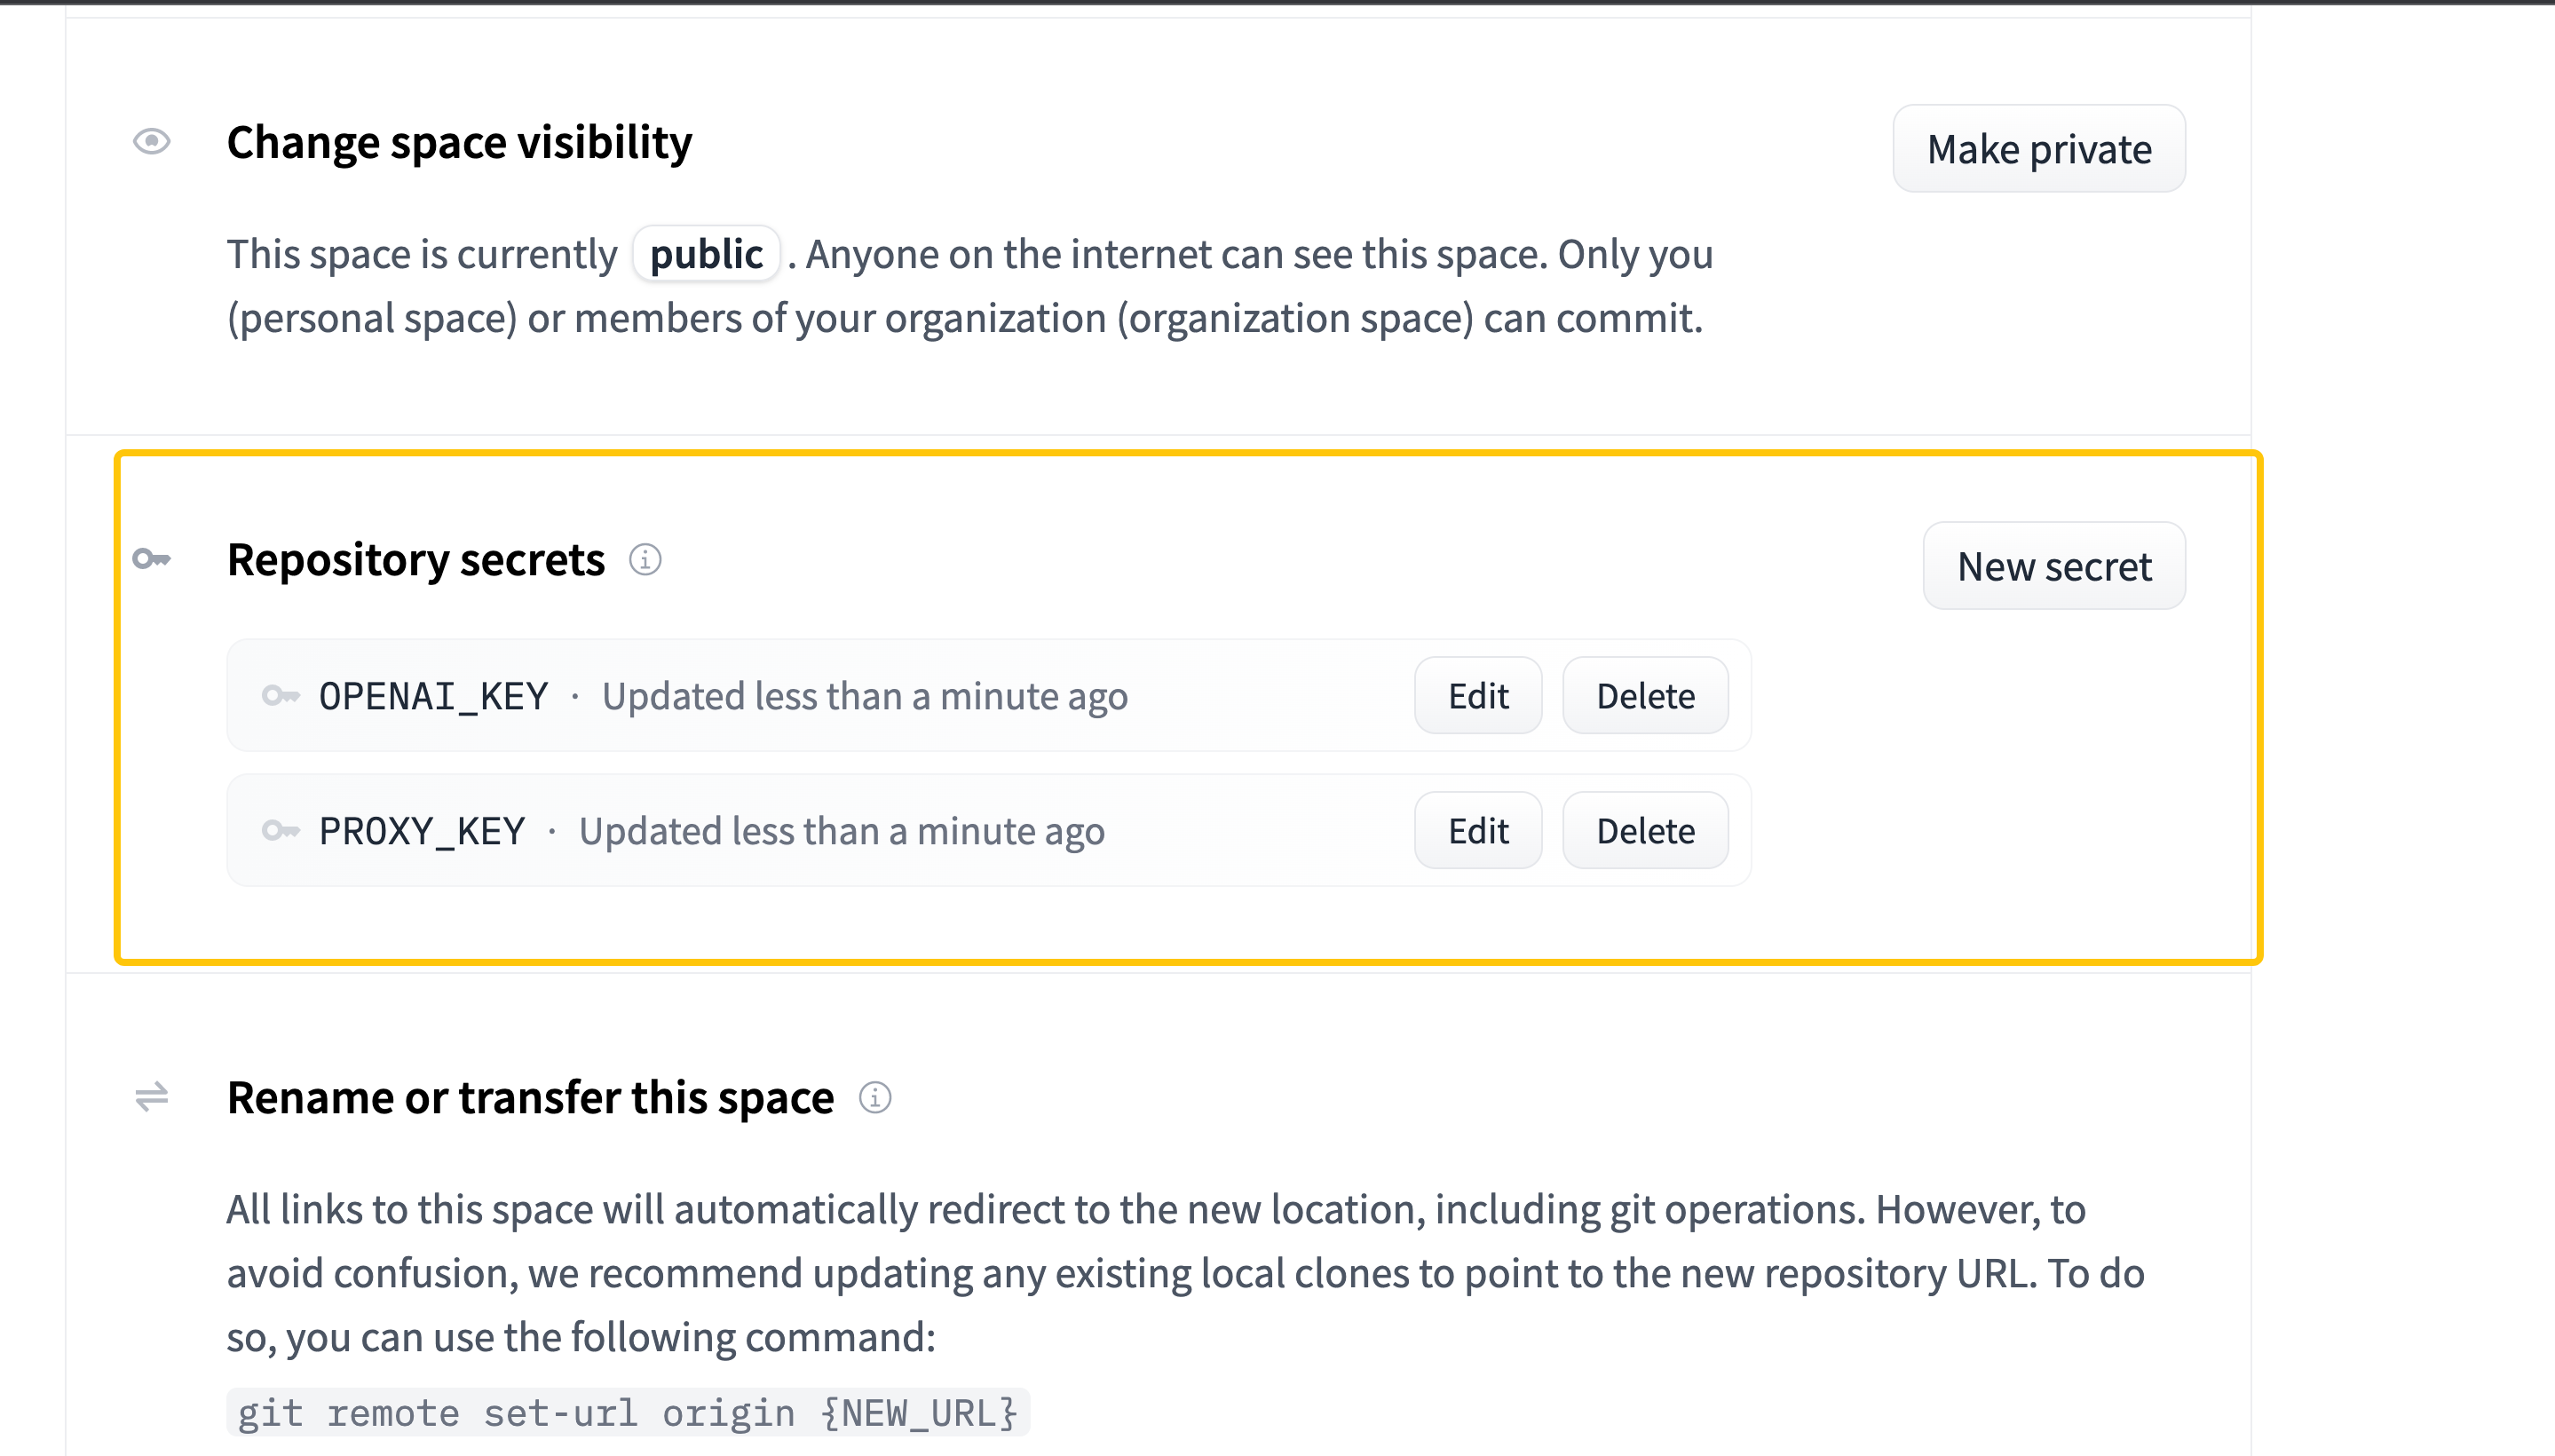 Change space visibility
Make private
This space is currently public . Anyone on the internet can see this space. Only you
(personal space) or members of your organization (organization space) can commit.
Repository secrets
New secret
OPENAI_KEY · Updated less than a minute ago Edit Delete
PROXY_KEY · Updated less than a minute ago Edit Delete
Rename or transfer this space
All links to this space will automatically redirect to the new location, including git operations. However, to
avoid confusion, we recommend updating any existing local clones to point to the new repository URL. To do
so, you can use the following command:
git remote set-url origin {NEW_URL}